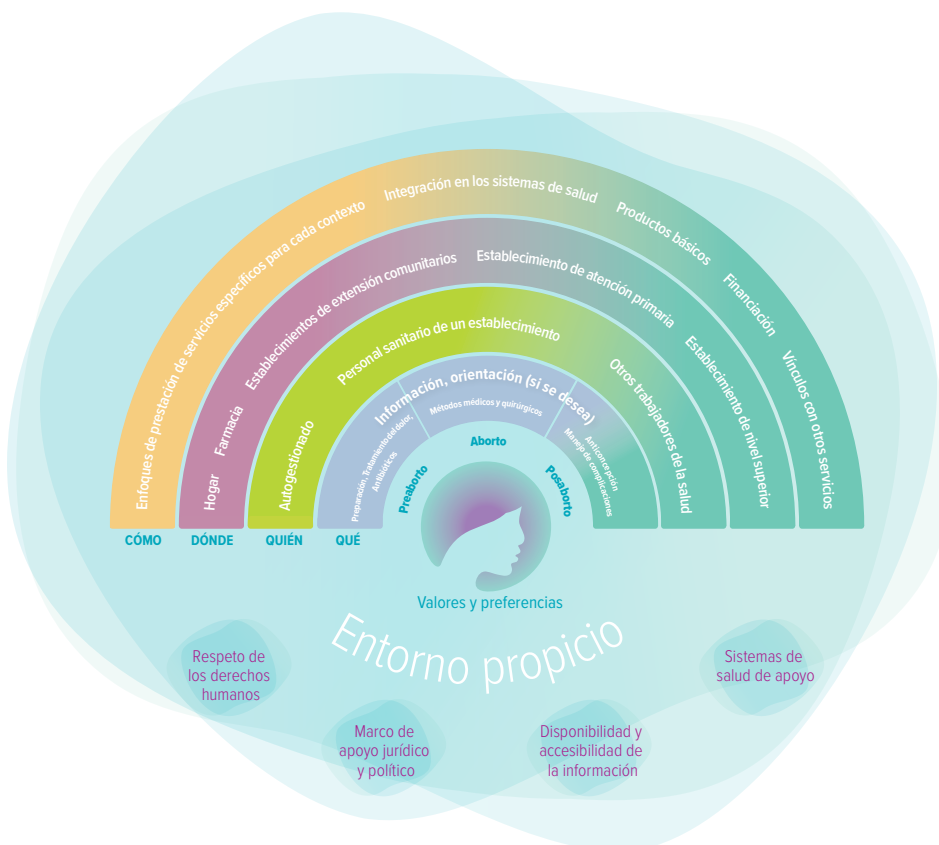 Enfoques de prestación de servicios específicos para cada contexto
Integración en los sistemas de salud
Productos básicos
Financiación
Vínculos con otros servicios
Hogar
Farmacia
Establecimientos de extensión comunitarios
Establecimiento de atención primaria
Establecimiento de nivel superior
Autogestionado
Personal sanitario de un establecimiento
Otros trabajadores de la salud
Información, orientación (si se desea)
Preparación, Tratamiento del dolor,
Antibióticos
Métodos médicos y quirúrgicos
Anticoncepción
Manejo de complicaciones
Preaborto
Aborto
Posaborto
CÓMO
DÓNDE
QUIÉN
QUÉ
Valores y preferencias
Entorno propicio
Respeto de
los derechos
humanos
Marco de
apoyo jurídico
y político
Disponibilidad y
accesibilidad de
la información
Sistemas de
salud de apoyo